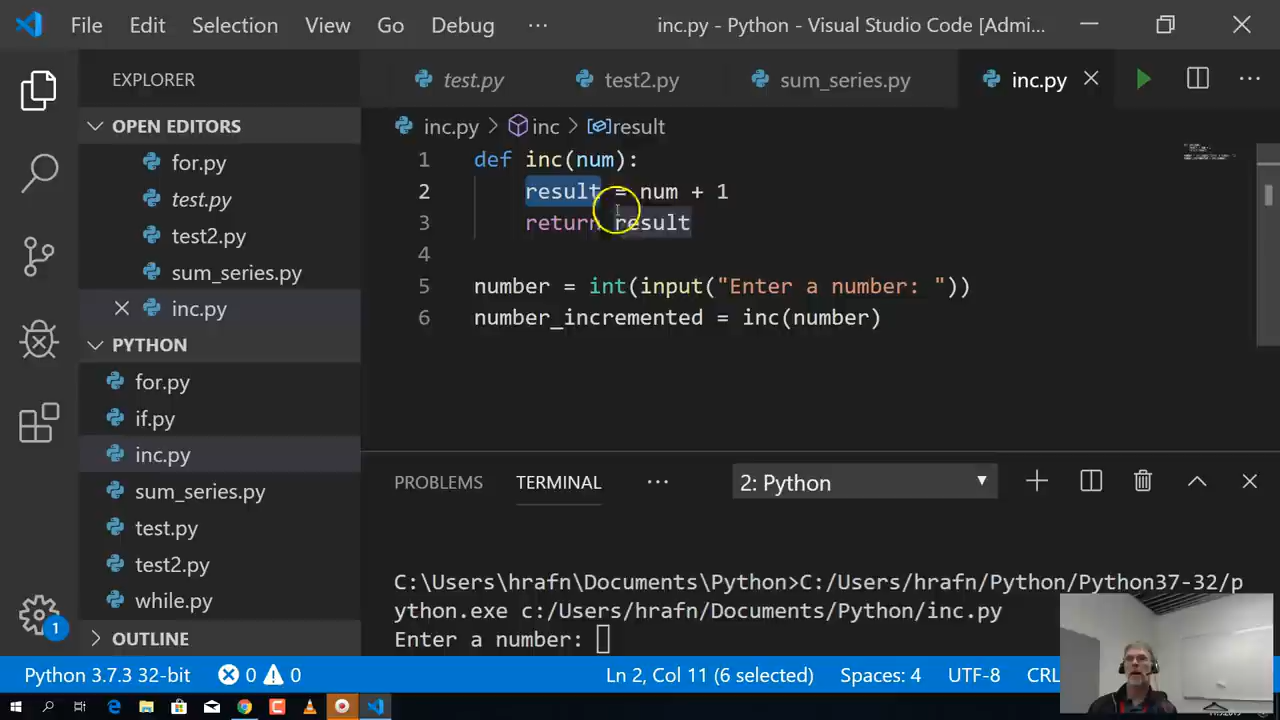 File Edit Selection View Go Debug ··· inc.py - Python - Visual Studio Code [Admi...
EXPLORER
test.py test2.py sum_series.py inc.py ···
OPEN EDITORS
for.py
test.py
test2.py
sum_series.py
inc.py
PYTHON
for.py
if.py
inc.py
sum_series.py
test.py
test2.py
while.py
OUTLINE
inc.py > inc > result
1 def inc(num):
2 result = num + 1
3 return result
4
5 number = int(input("Enter a number: "))
6 number_incremented = inc(number)
PROBLEMS TERMINAL ··· 2: Python
C:\Users\hrafn\Documents\Python>C:/Users/hrafn/Python/Python37-32/p
ython.exe c:/Users/hrafn/Documents/Python/inc.py
Enter a number:
1
Python 3.7.3 32-bit 0 0 Ln 2, Col 11 (6 selected) Spaces: 4 UTF-8 CRL